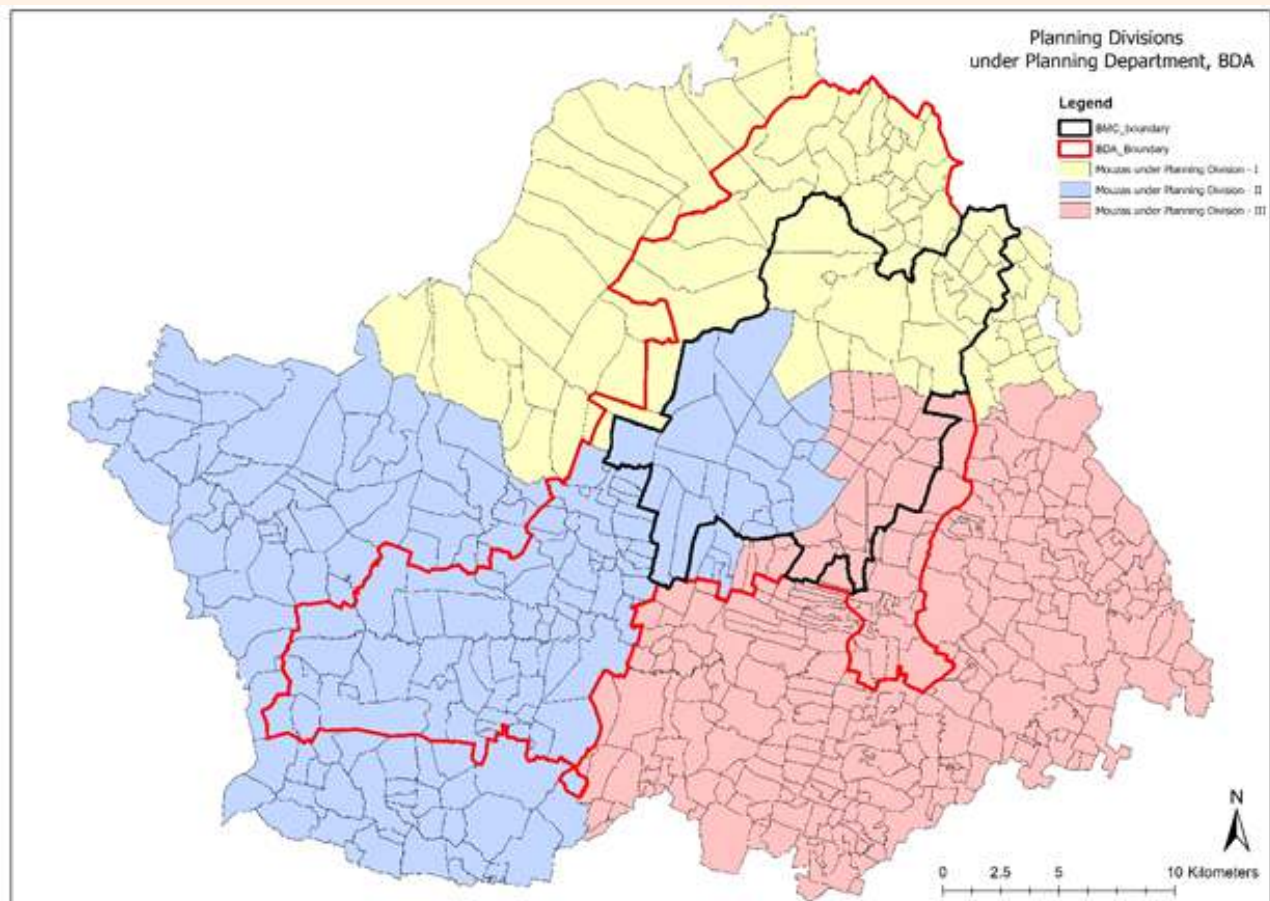 Planning Divisions
under Planning Department, BDA
Legend
BMC_boundary
BDA_Boundary
Mouzas under Planning Division - I
Mouzas under Planning Division - II
Mouzas under Planning Division - III
N
0 2.5 5 10 Kilometers